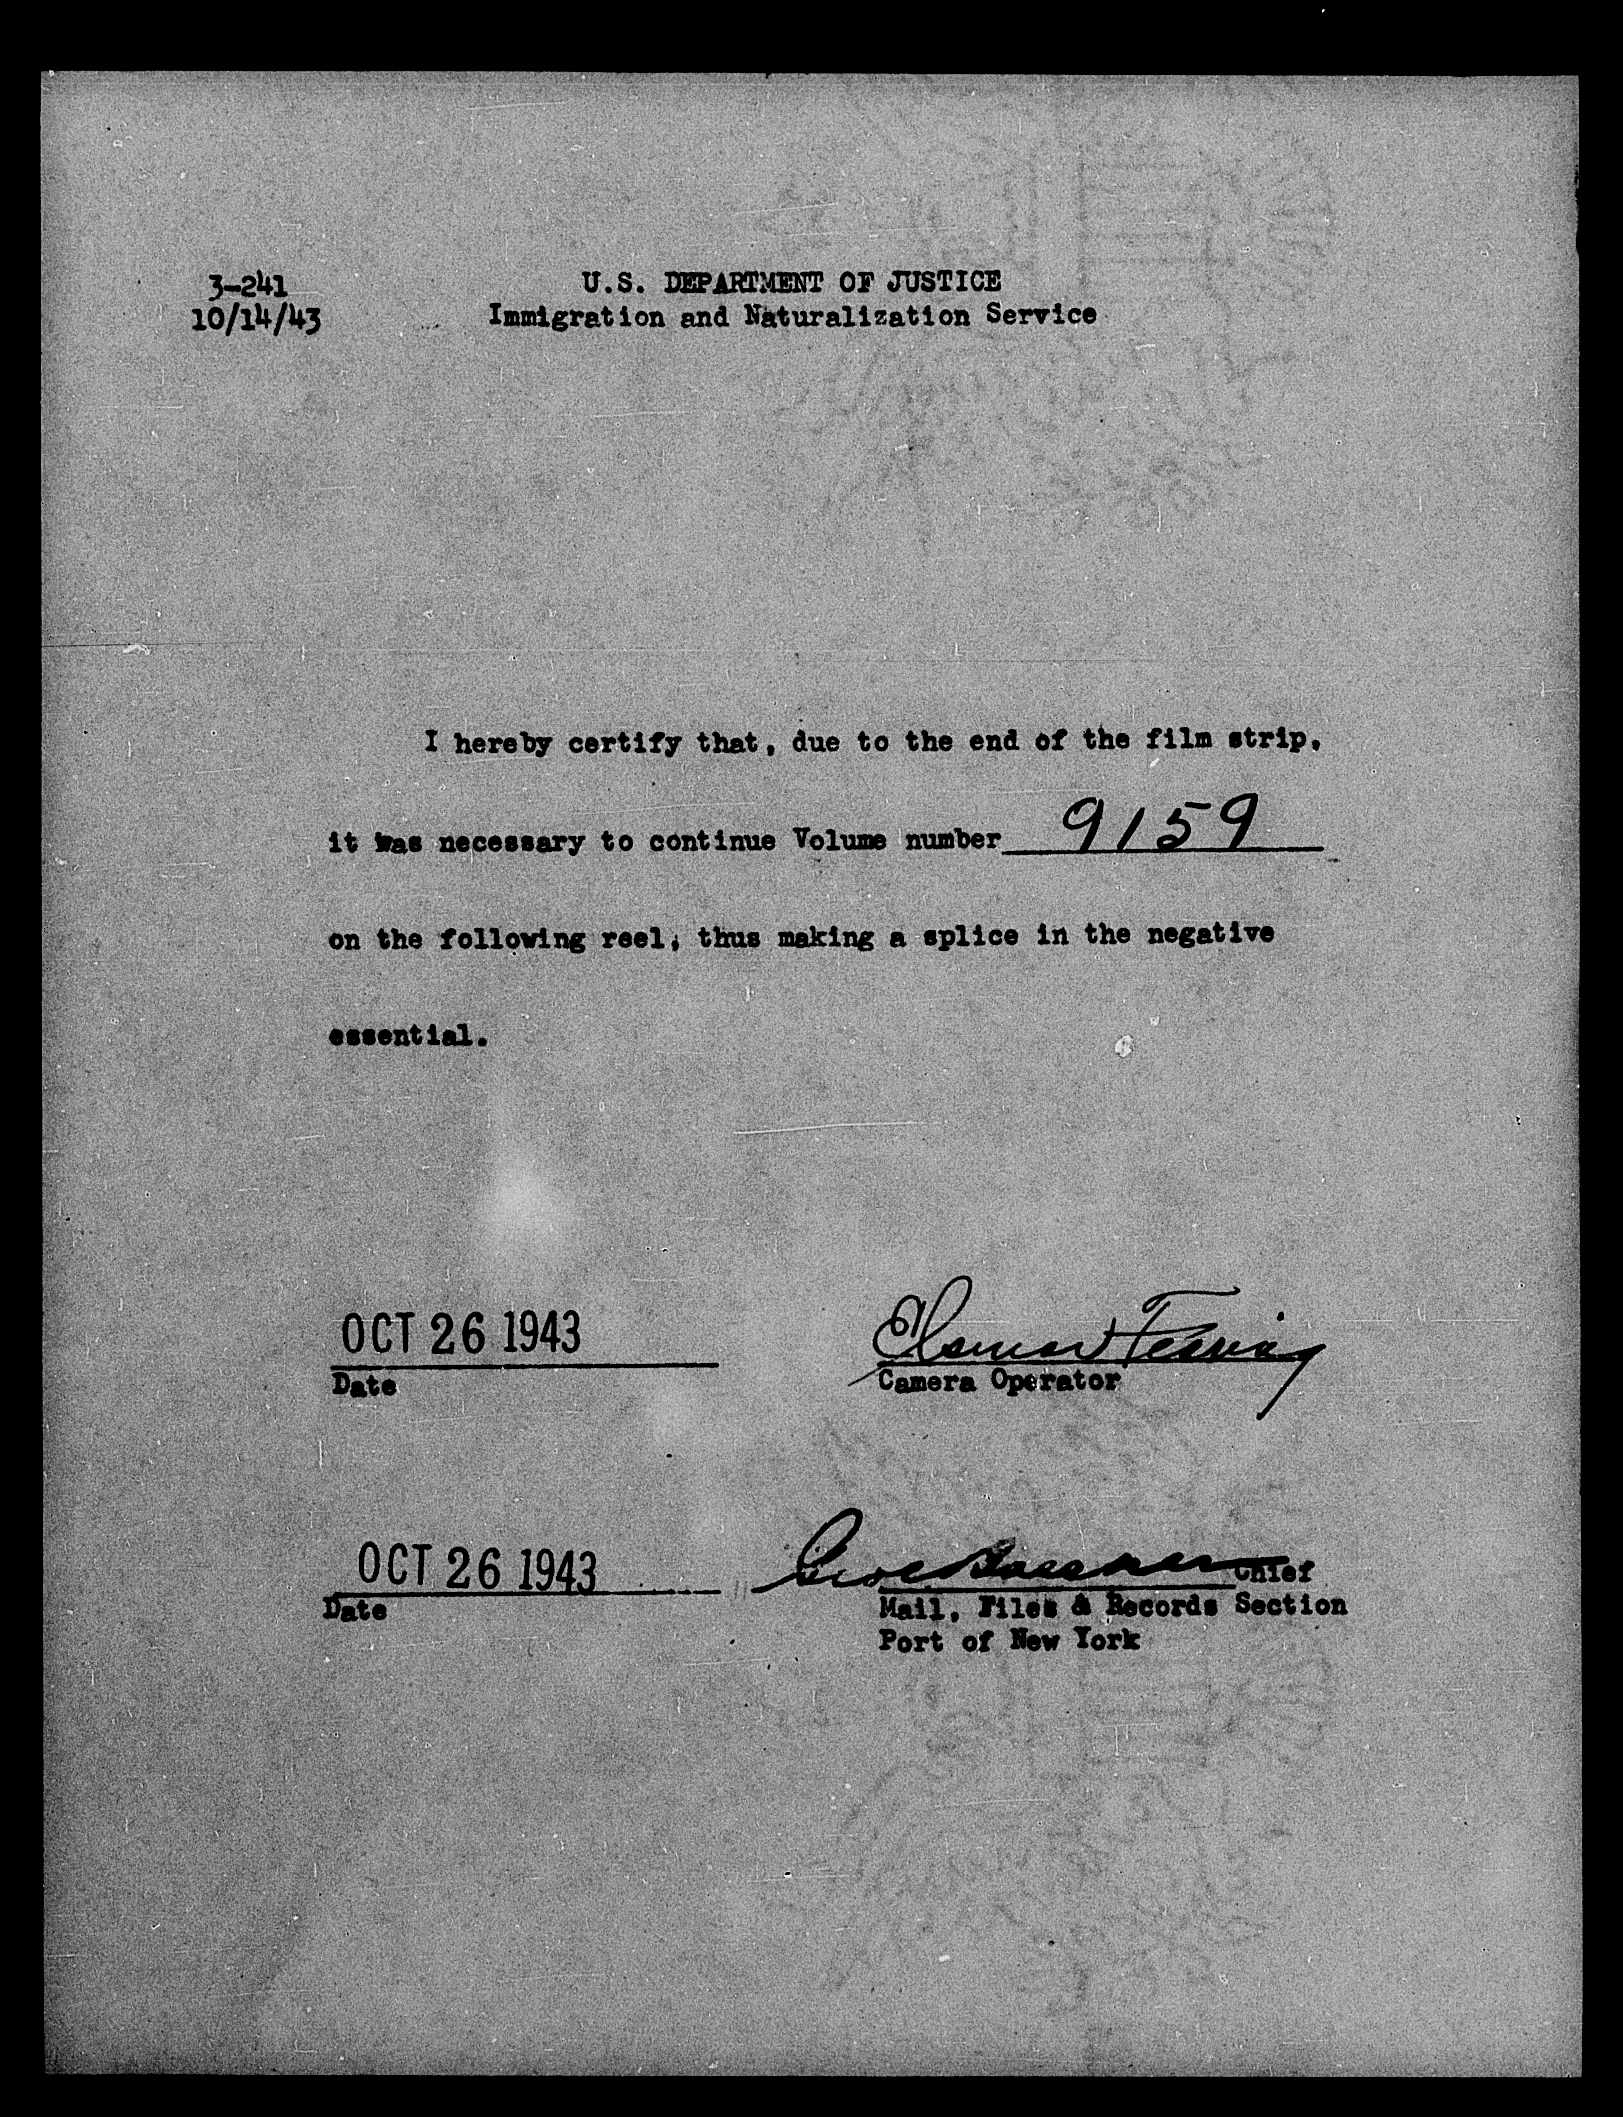 3-241
10/14/43
U.S. DEPARTMENT OF JUSTICE
Immigration and Naturalization Service
I hereby certify that, due to the end of the film strip,
it was necessary to continue Volume number 9159
on the following reel, thus making a splice in the negative
essential.
OCT 26 1943
Date
Camera Operator
OCT 26 1943
Date
Chief
Mail, Files & Records Section
Port of New York